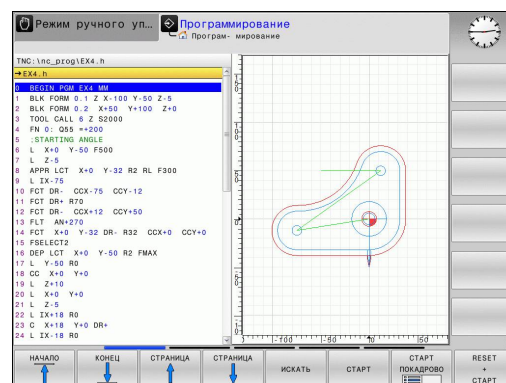 Режим ручного уп…
Программирование
Програм- мирование
TNC:\nc_prog\EX4.h
→EX4.h
0 BEGIN PGM EX4 MM
1 BLK FORM 0.1 Z X-100 Y-50 Z-5
2 BLK FORM 0.2 X+50 Y+100 Z+0
3 TOOL CALL 6 Z S2000
4 FN 0: Q55 =+200
5 ;STARTING ANGLE
6 L X+0 Y-50 F500
7 L Z-5
8 APPR LCT X+0 Y-32 R2 RL F300
9 L IX-75
10 FCT DR- CCX-75 CCY-12
11 FCT DR+ R70
12 FCT DR- CCX+12 CCY+50
13 FLT AN+270
14 FCT X+0 Y-32 DR- R32 CCX+0 CCY+0
15 FSELECT2
16 DEP LCT X+0 Y-50 R2 FMAX
17 L Y-50 R0
18 CC X+0 Y+0
19 L Z+10
20 L X+0 Y+0
21 L Z-5
22 L IX+18 R0
23 C X+18 Y+0 DR+
24 L IX-18 R0
-100
-50
0
50
НАЧАЛО
КОНЕЦ
СТРАНИЦА
СТРАНИЦА
ИСКАТЬ
СТАРТ
СТАРТ
ПОКАДРОВО
RESET
+
СТАРТ